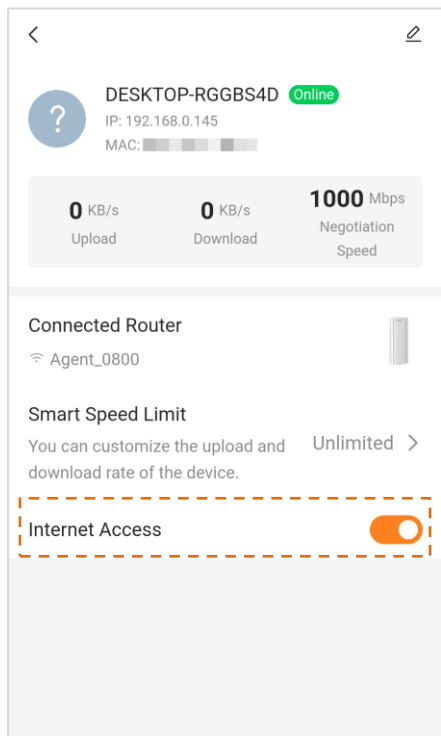 DESKTOP-RGGBS4D Online
IP: 192.168.0.145
MAC:
0 KB/s
Upload
0 KB/s
Download
1000 Mbps
Negotiation
Speed
Connected Router
Agent_0800
Smart Speed Limit
You can customize the upload and
download rate of the device.
Unlimited
Internet Access